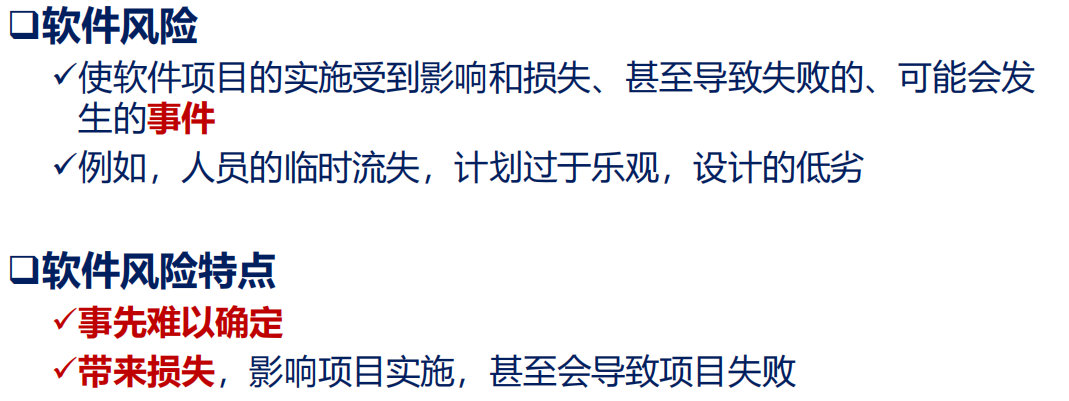 ❑软件风险
✓使软件项目的实施受到影响和损失、甚至导致失败的、可能会发
生的事件
✓例如，人员的临时流失，计划过于乐观，设计的低劣
❑软件风险特点
✓事先难以确定
✓带来损失，影响项目实施，甚至会导致项目失败